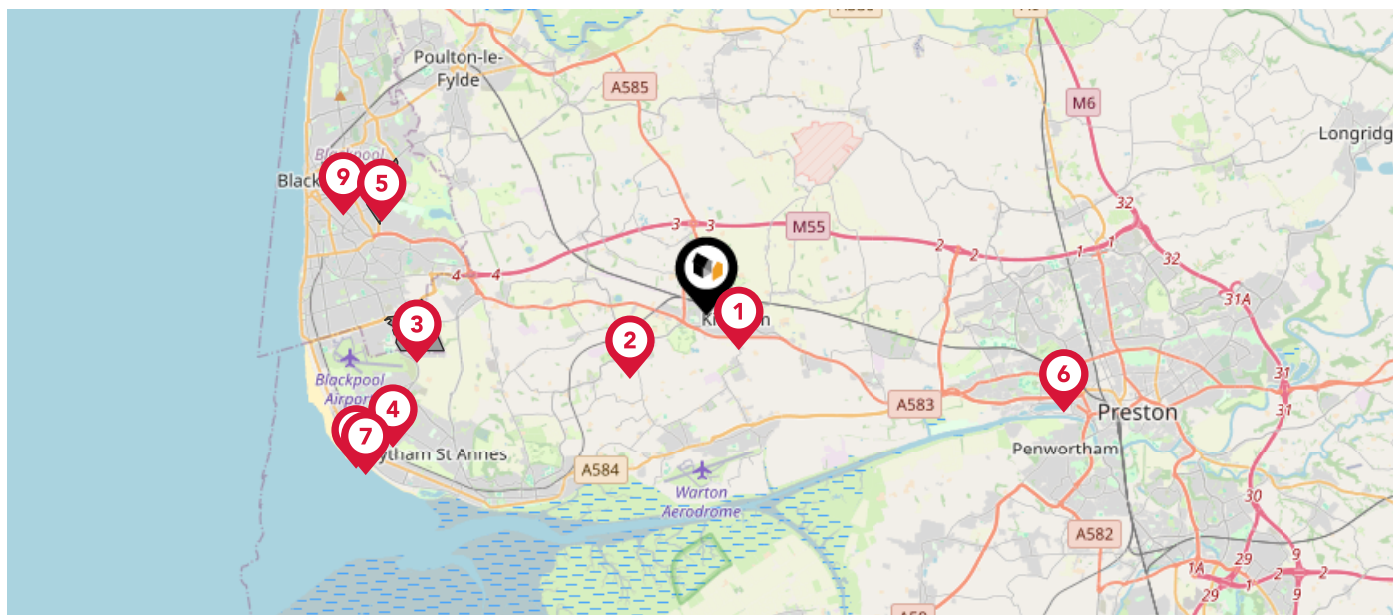 Poulton-le-
Fylde
A585
M6
Longridg
Blackpool
Black
9
5
32
3
3
M55
2
2
1
1
32
4
4
31A
1
K
m
3
2
Blackpool
Airport
31
6
31
A583
Preston
4
7
ytham St Annes
Penwortham
A584
Warton
Aerodrome
30
A582
29
9
1A
2
2
1
29
9